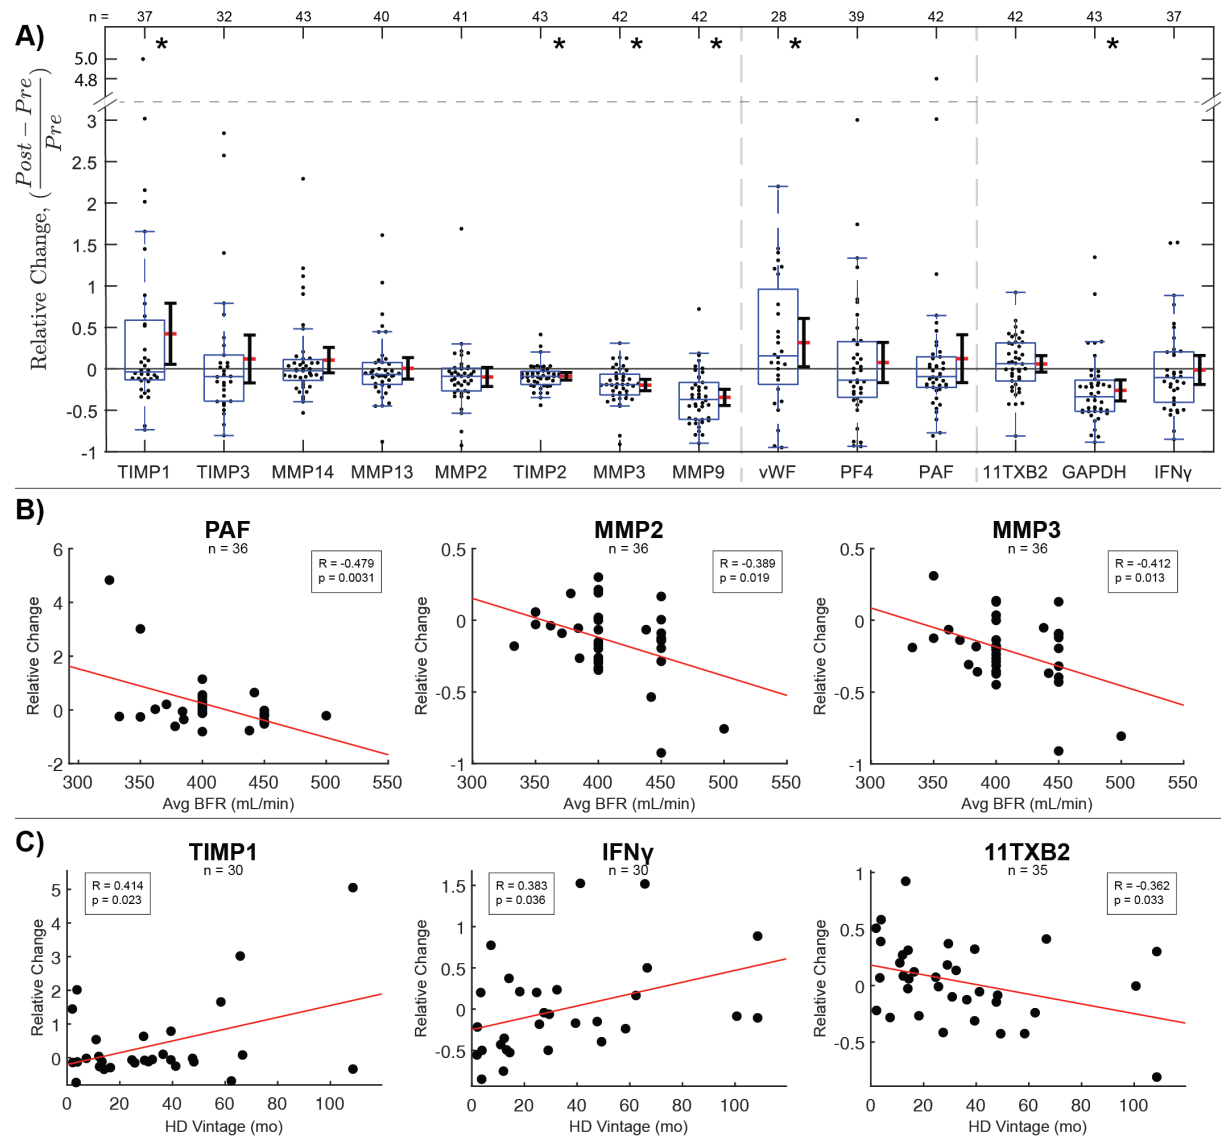 n = 37 32 43 40 41 43 42 42 28 39 42 42 43 37
A)
* * * * * *
5.0
4.8
3
2.5
2
1.5
1
0.5
0
-0.5
-1
Relative Change, (Post − Pre / Pre)
TIMP1 TIMP3 MMP14 MMP13 MMP2 TIMP2 MMP3 MMP9 vWF PF4 PAF 11TXB2 GAPDH IFNγ
B)
PAF
n = 36
R = -0.479
p = 0.0031
6
4
2
0
-2
Relative Change
300 350 400 450 500 550
Avg BFR (mL/min)
MMP2
n = 36
R = -0.389
p = 0.019
0.5
0
-0.5
-1
Relative Change
300 350 400 450 500 550
Avg BFR (mL/min)
MMP3
n = 36
R = -0.412
p = 0.013
0.5
0
-0.5
-1
Relative Change
300 350 400 450 500 550
Avg BFR (mL/min)
C)
TIMP1
n = 30
R = 0.414
p = 0.023
5
4
3
2
1
0
Relative Change
0 20 40 60 80 100
HD Vintage (mo)
IFNγ
n = 30
R = 0.383
p = 0.036
1.5
1
0.5
0
-0.5
Relative Change
0 20 40 60 80 100
HD Vintage (mo)
11TXB2
n = 35
R = -0.362
p = 0.033
1
0.5
0
-0.5
Relative Change
0 20 40 60 80 100
HD Vintage (mo)